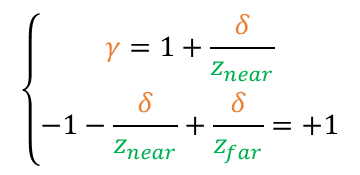 γ = 1 + δ/z_near
−1 − δ/z_near + δ/z_far = +1